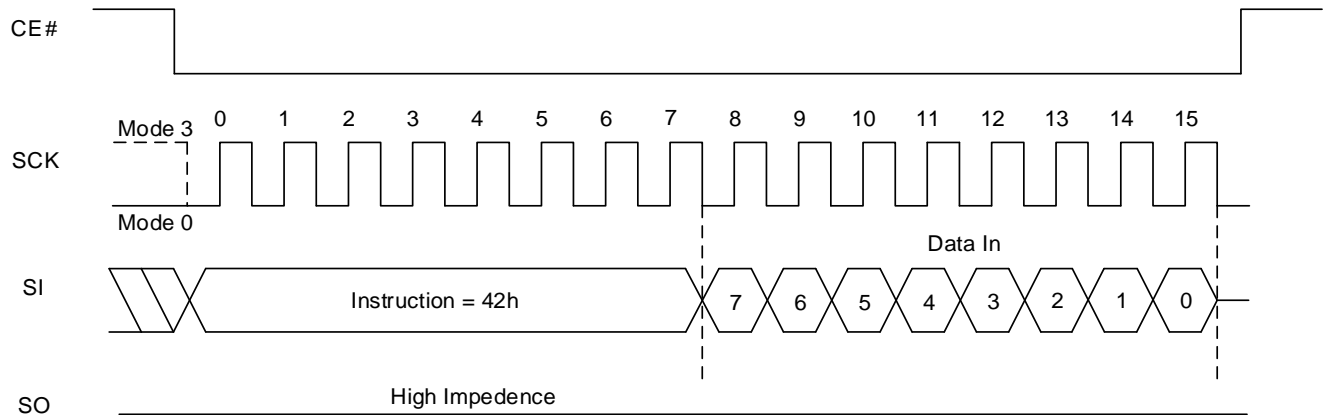 CE#
Mode 3 0 1 2 3 4 5 6 7 8 9 10 11 12 13 14 15
SCK
Mode 0
Data In
SI Instruction = 42h 7 6 5 4 3 2 1 0
High Impedence
SO